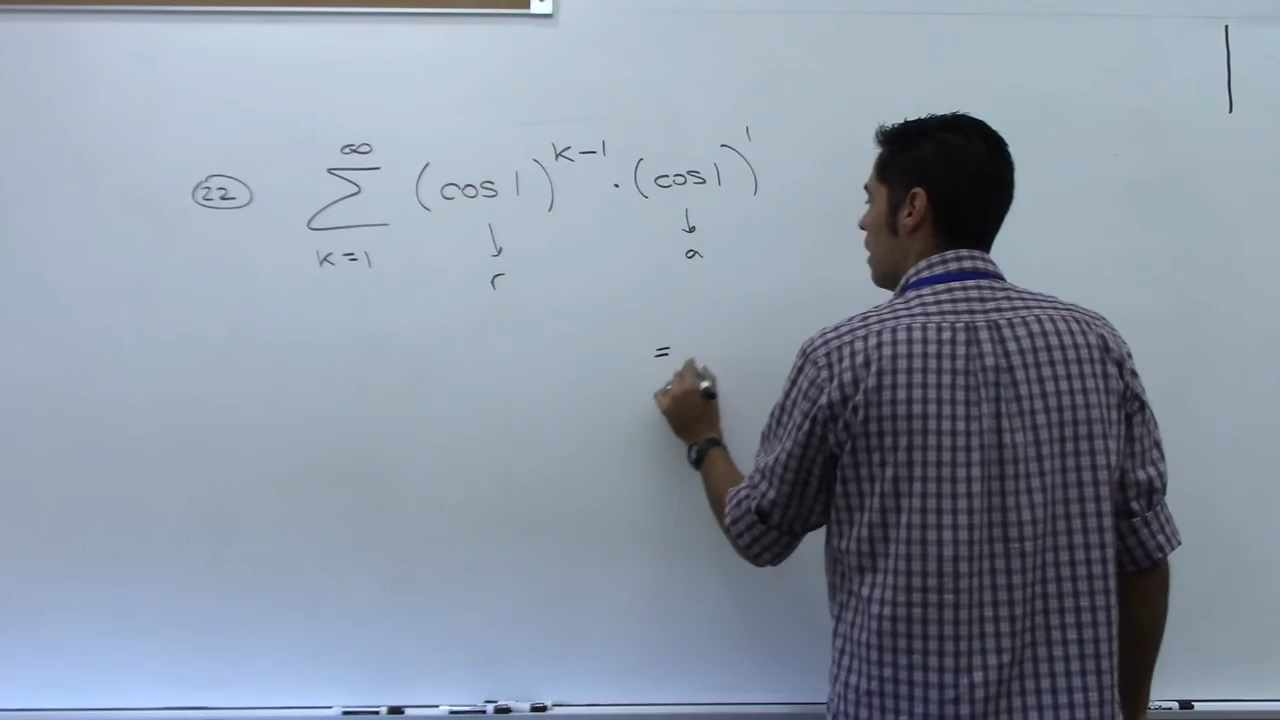 22 ∞ Σ k=1 (cos 1)^{k-1} · (cos 1)^1
↓ ↓
r a
=